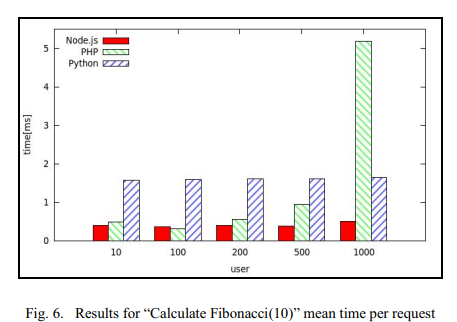 Node.js
PHP
Python
5
4
3
2
1
0
time[ms]
10 100 200 500 1000
user
Fig. 6. Results for “Calculate Fibonacci(10)” mean time per request